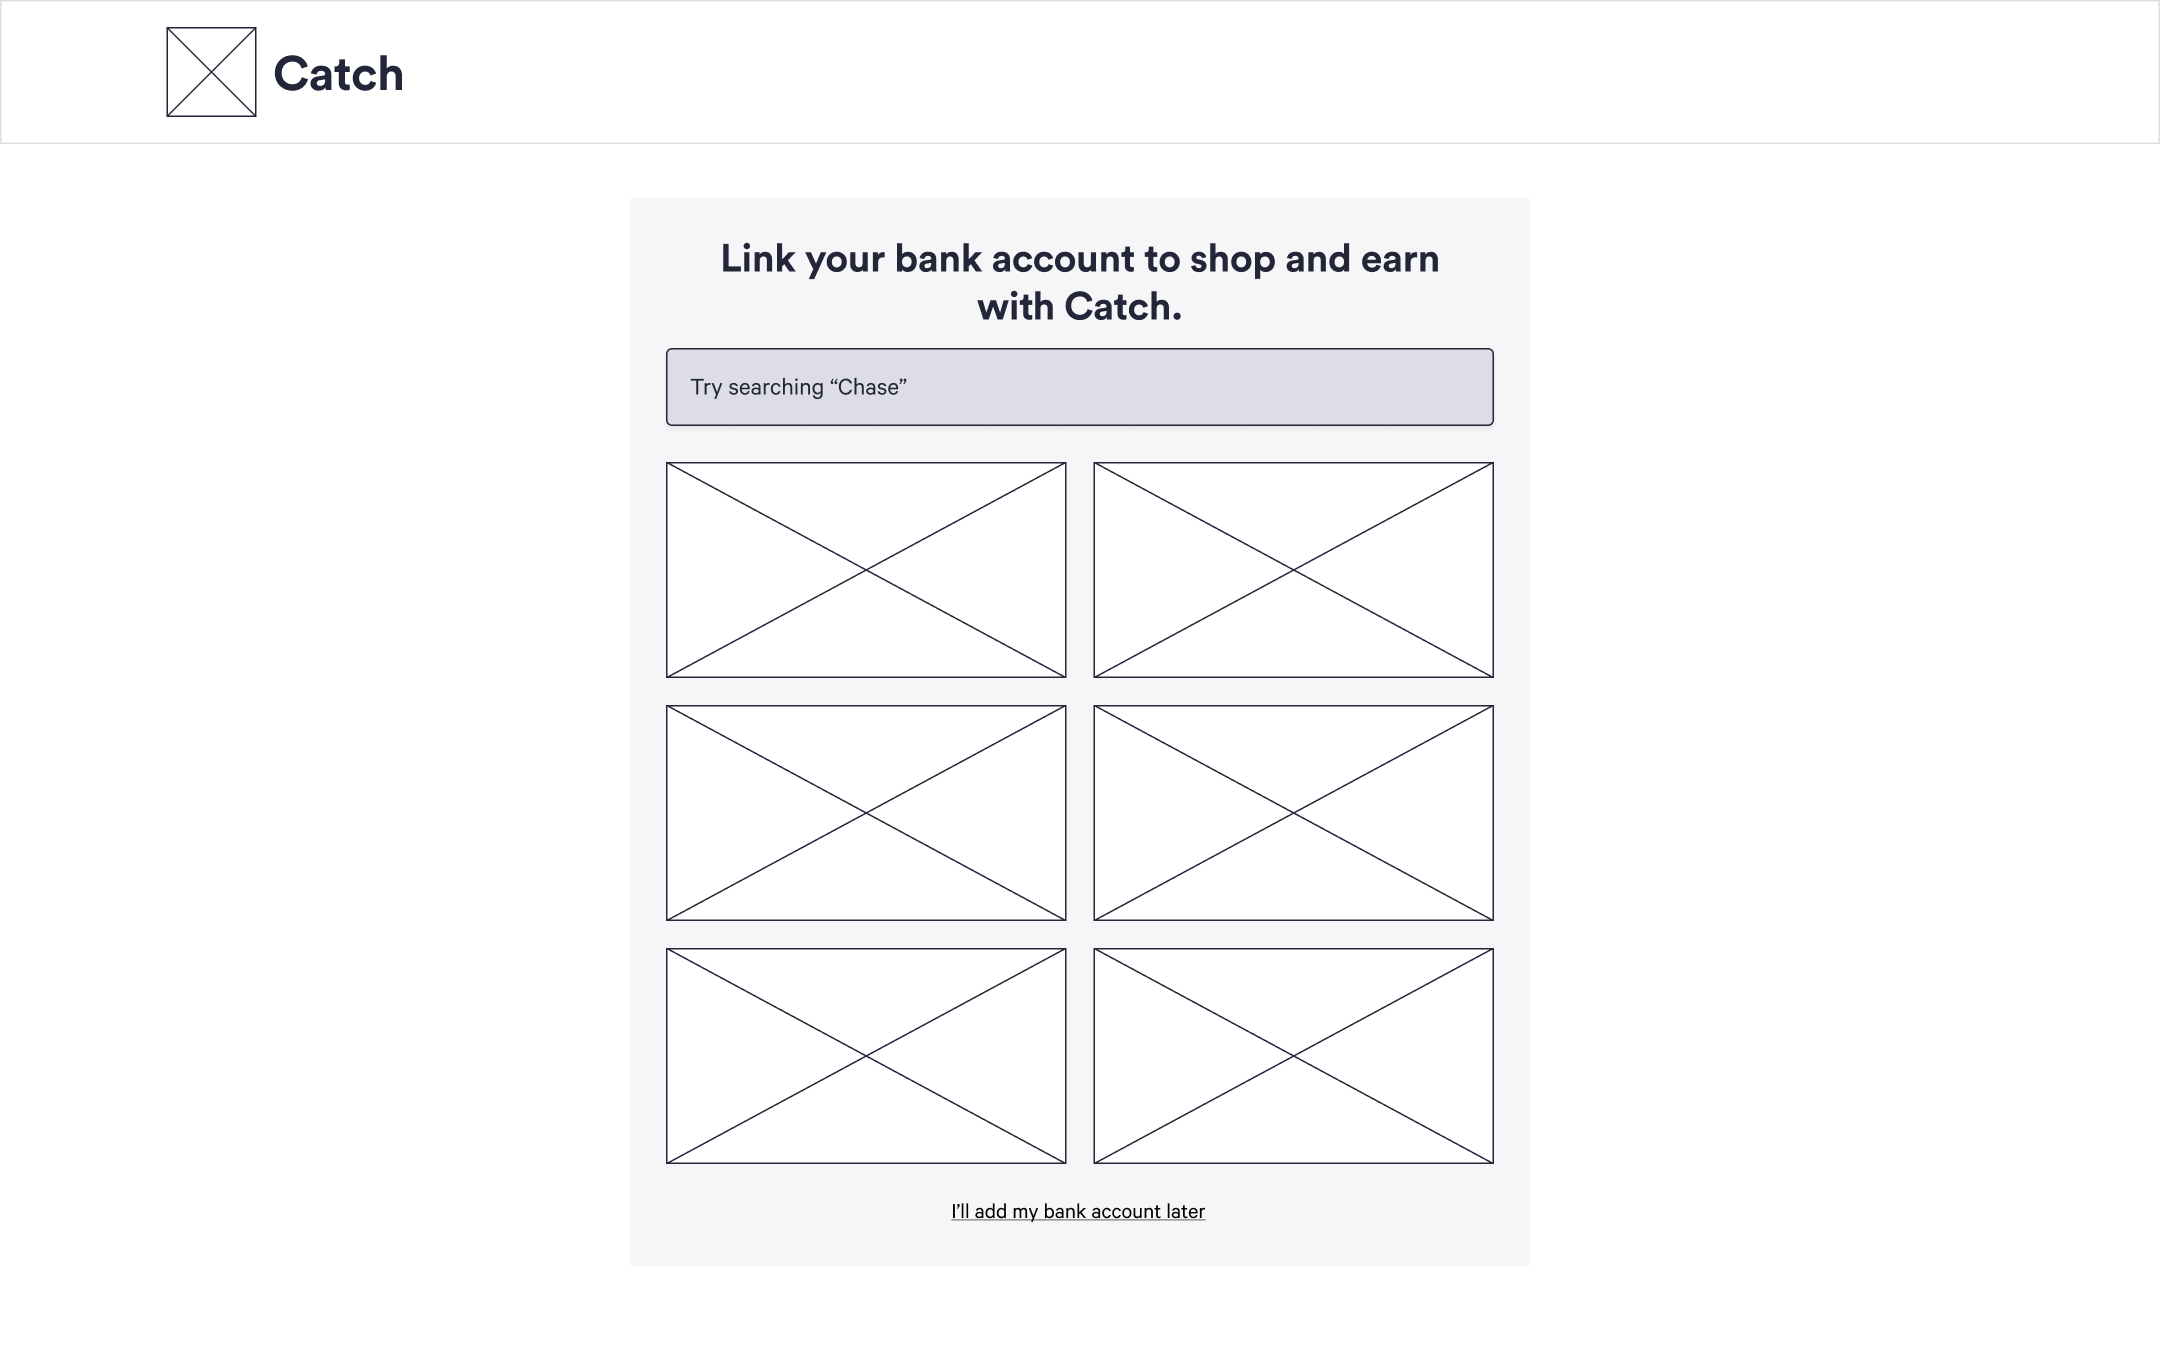 Catch
Link your bank account to shop and earn
with Catch.
Try searching “Chase”
I’ll add my bank account later